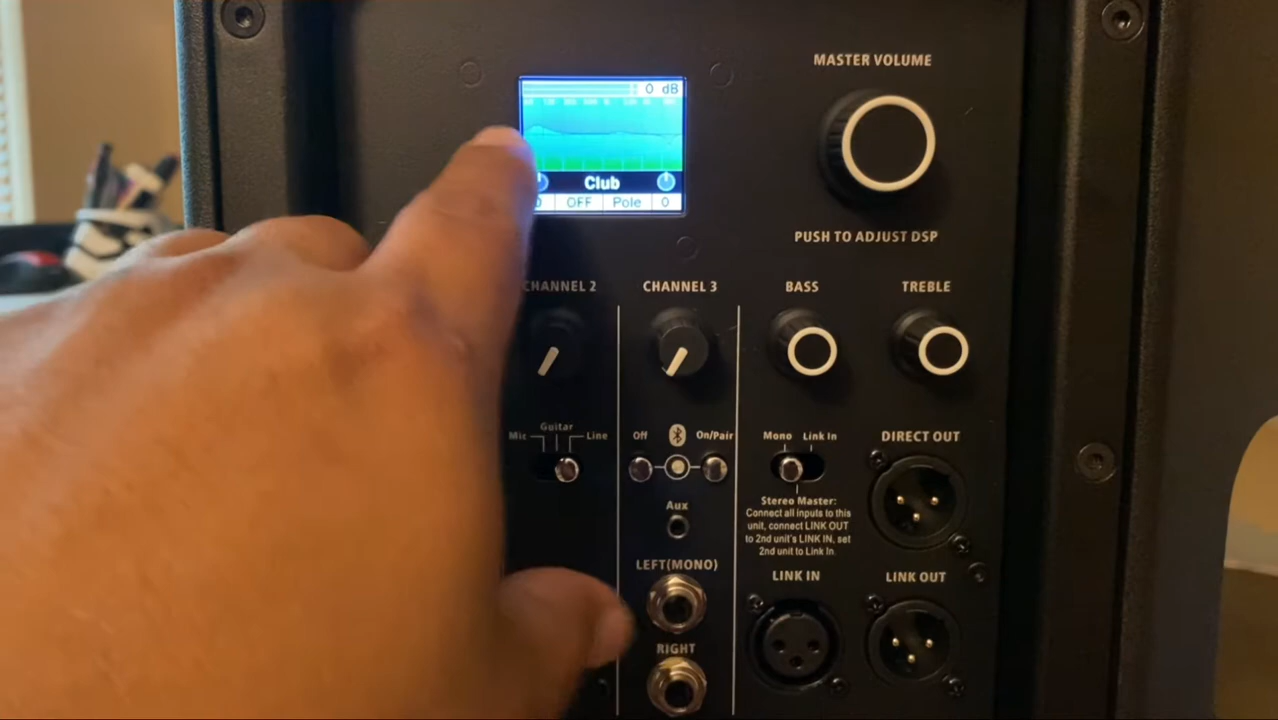 MASTER VOLUME
0 dB
Club
0 OFF Pole 0
PUSH TO ADJUST DSP
CHANNEL 2
CHANNEL 3
BASS
TREBLE
Guitar
Mic
Line
Off
On/Pair
Mono
Link In
DIRECT OUT
Aux
Stereo Master:
Connect all inputs to this
unit, connect LINK OUT
to 2nd unit's LINK IN, set
2nd unit to Link In.
LEFT(MONO)
LINK IN
LINK OUT
RIGHT